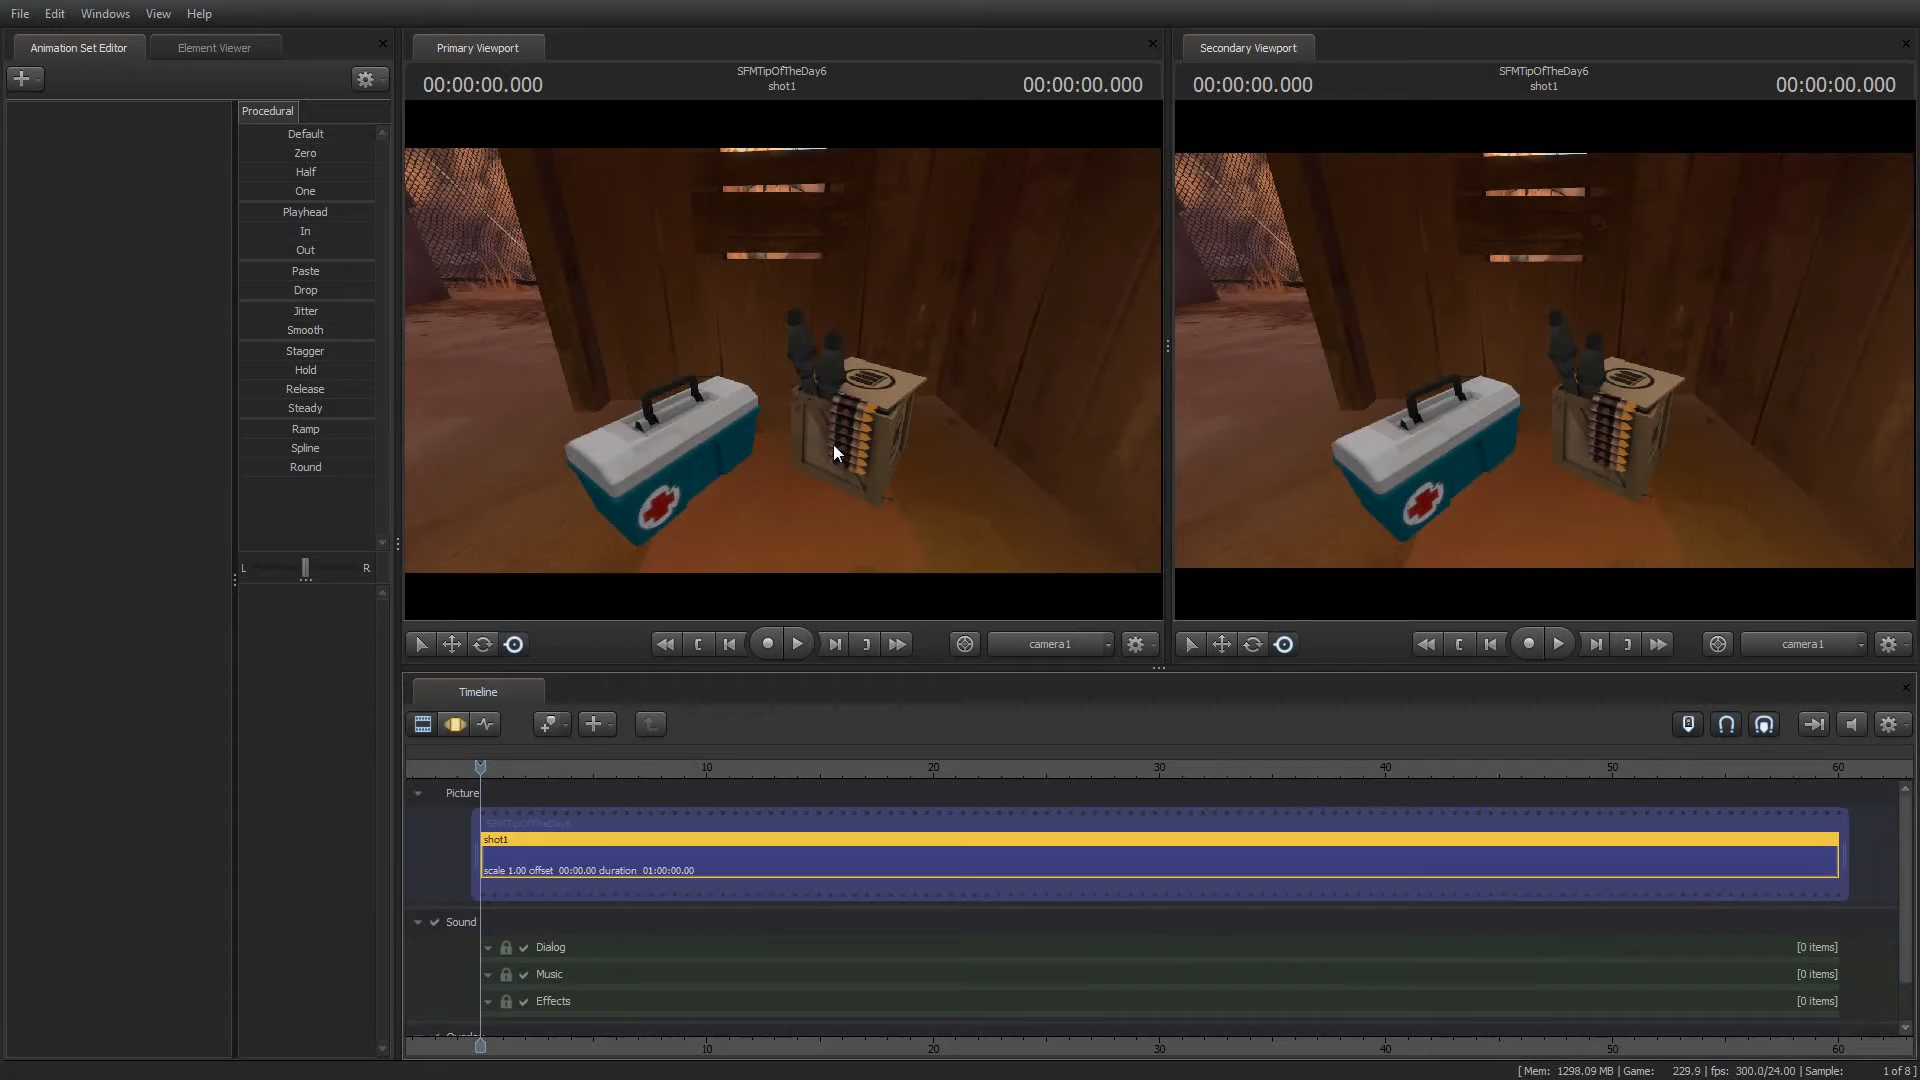 File Edit Windows View Help
Animation Set Editor Element Viewer
Procedural
Default
Zero
Half
One
Playhead
In
Out
Paste
Drop
Jitter
Smooth
Stagger
Hold
Release
Steady
Ramp
Spline
Round
L R
Primary Viewport
SFMTipOfTheDay6
00:00:00.000 shot1 00:00:00.000
camera1
Secondary Viewport
SFMTipOfTheDay6
00:00:00.000 shot1 00:00:00.000
camera1
Timeline
10 20 30 40 50 60
Picture
SFMTipOfTheDay6
shot1
scale 1.00 offset 00:00.00 duration 01:00:00.00
Sound
Dialog [0 items]
Music [0 items]
Effects [0 items]
10 20 30 40 50 60
[ Mem: 1298.09 MB | Game: 229.9 | fps: 300.0/24.00 | Sample: 1 of 8 ]